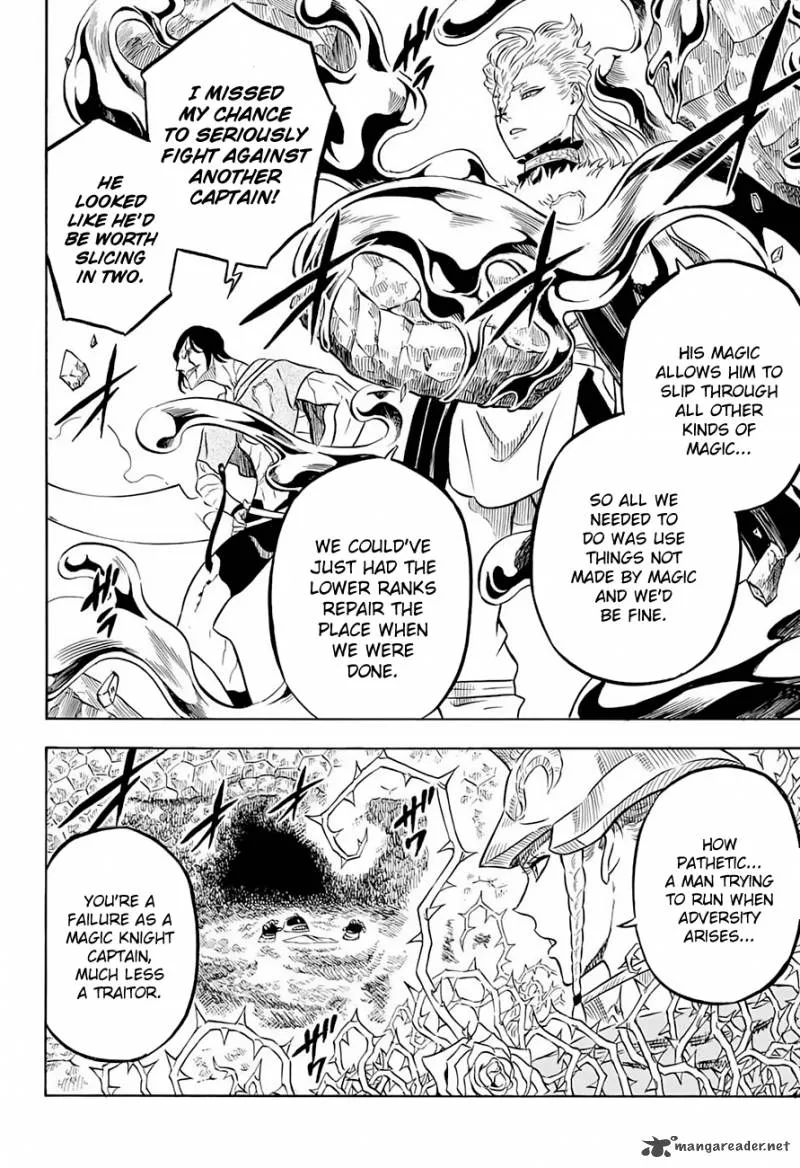 HIS MAGIC
ALLOWS HIM TO
SLIP THROUGH
ALL OTHER
KINDS OF
MAGIC...
SO ALL WE
NEEDED TO
DO WAS USE
THINGS NOT
MADE BY MAGIC
AND WE'D
BE FINE.
I MISSED
MY CHANCE
TO SERIOUSLY
FIGHT AGAINST
ANOTHER
CAPTAIN!
HE
LOOKED
LIKE HE'D
BE WORTH
SLICING
IN TWO.
WE COULD'VE
JUST HAD THE
LOWER RANKS
REPAIR THE
PLACE WHEN
WE WERE
DONE.
HOW
PATHETIC...
A MAN TRYING
TO RUN WHEN
ADVERSITY
ARISES...
YOU'RE A
FAILURE AS A
MAGIC KNIGHT
CAPTAIN,
MUCH LESS
A TRAITOR.
mangareader.net